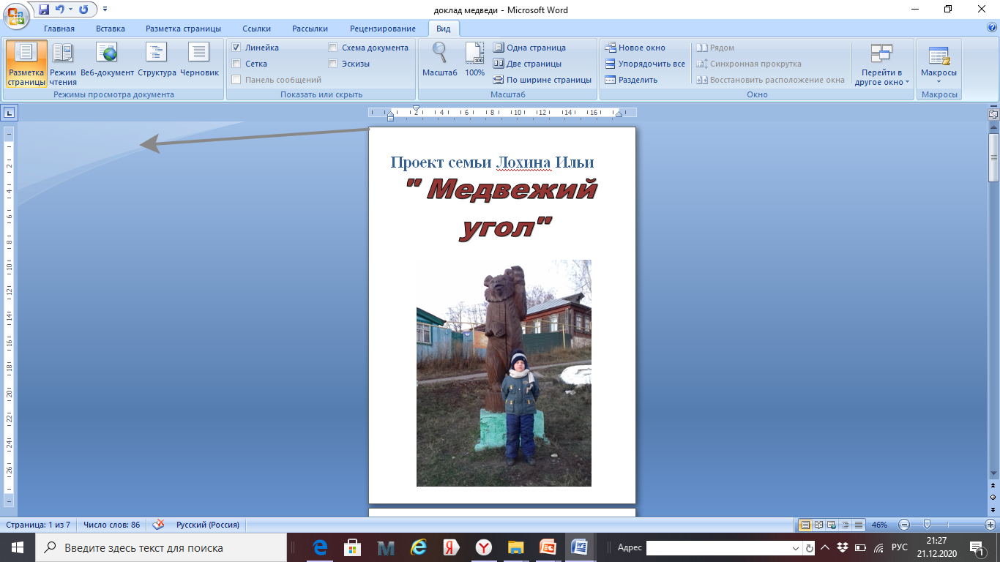 доклад медведи - Microsoft Word
Главная Вставка Разметка страницы Ссылки Рассылки Рецензирование Вид
Разметка страницы
Режим чтения
Веб-документ
Структура
Черновик
Режимы просмотра документа
Линейка
Сетка
Панель сообщений
Схема документа
Эскизы
Показать или скрыть
Масштаб
100
100%
Одна страница
Две страницы
По ширине страницы
Масштаб
Новое окно
Упорядочить все
Разделить
Рядом
Синхронная прокрутка
Восстановить расположение окна
Перейти в другое окно
Окно
Макросы
Макросы
2 4 6 8 10 12 14 16
2 4 6 8 10 12 14 16 18 20 22 24 26
Проект семьи Лохина Ильи
" Медвежий
угол"
Страница: 1 из 7 Число слов: 86 Русский (Россия) 46%
Введите здесь текст для поиска
Адрес
РУС
21:27
21.12.2020
1